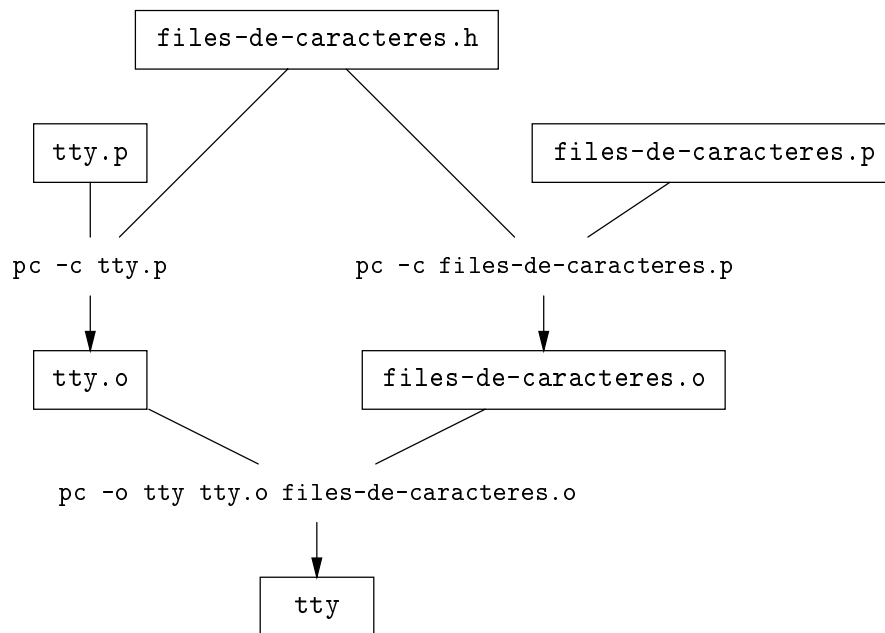 files-de-caracteres.h
tty.p
files-de-caracteres.p
pc -c tty.p
pc -c files-de-caracteres.p
tty.o
files-de-caracteres.o
pc -o tty tty.o files-de-caracteres.o
tty